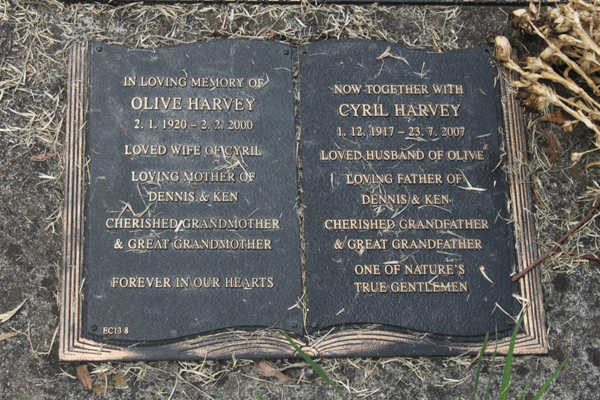 IN LOVING MEMORY OF
OLIVE HARVEY
2. 1. 1920 - 2. 2. 2000
LOVED WIFE OF CYRIL
LOVING MOTHER OF
DENNIS & KEN
CHERISHED GRANDMOTHER
& GREAT GRANDMOTHER
FOREVER IN OUR HEARTS
EC13 8
NOW TOGETHER WITH
CYRIL HARVEY
1. 12. 1917 - 23. 7. 2007
LOVED HUSBAND OF OLIVE
LOVING FATHER OF
DENNIS & KEN
CHERISHED GRANDFATHER
& GREAT GRANDFATHER
ONE OF NATURE'S
TRUE GENTLEMEN